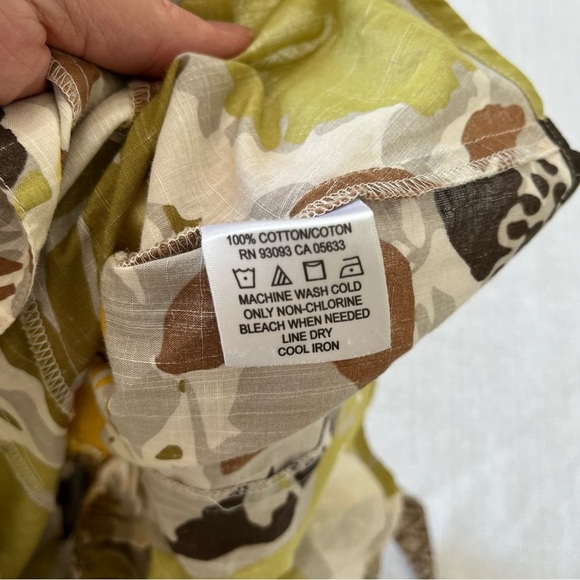 100% COTTON/COTON
RN 93093 CA 05633
MACHINE WASH COLD
ONLY NON-CHLORINE
BLEACH WHEN NEEDED
LINE DRY
COOL IRON